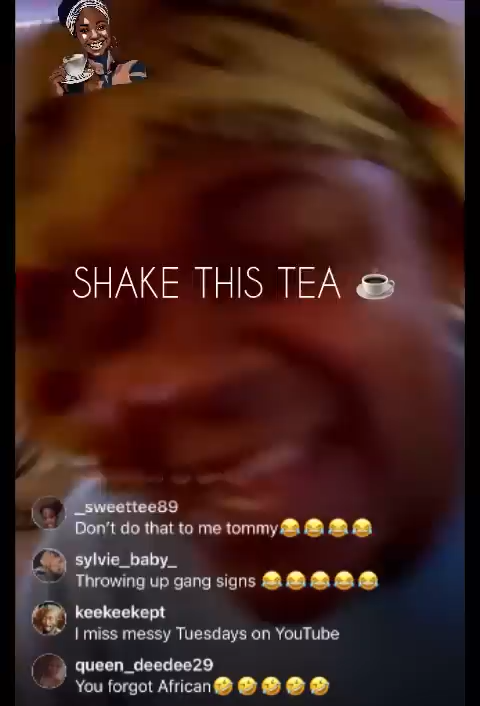 SHAKE THIS TEA ☕
_sweettee89
Don't do that to me tommy😂😂😂😂
sylvie_baby_
Throwing up gang signs 😂😂😂😂😂
keekeekept
I miss messy Tuesdays on YouTube
queen_deedee29
You forgot African🤣🤣🤣🤣🤣